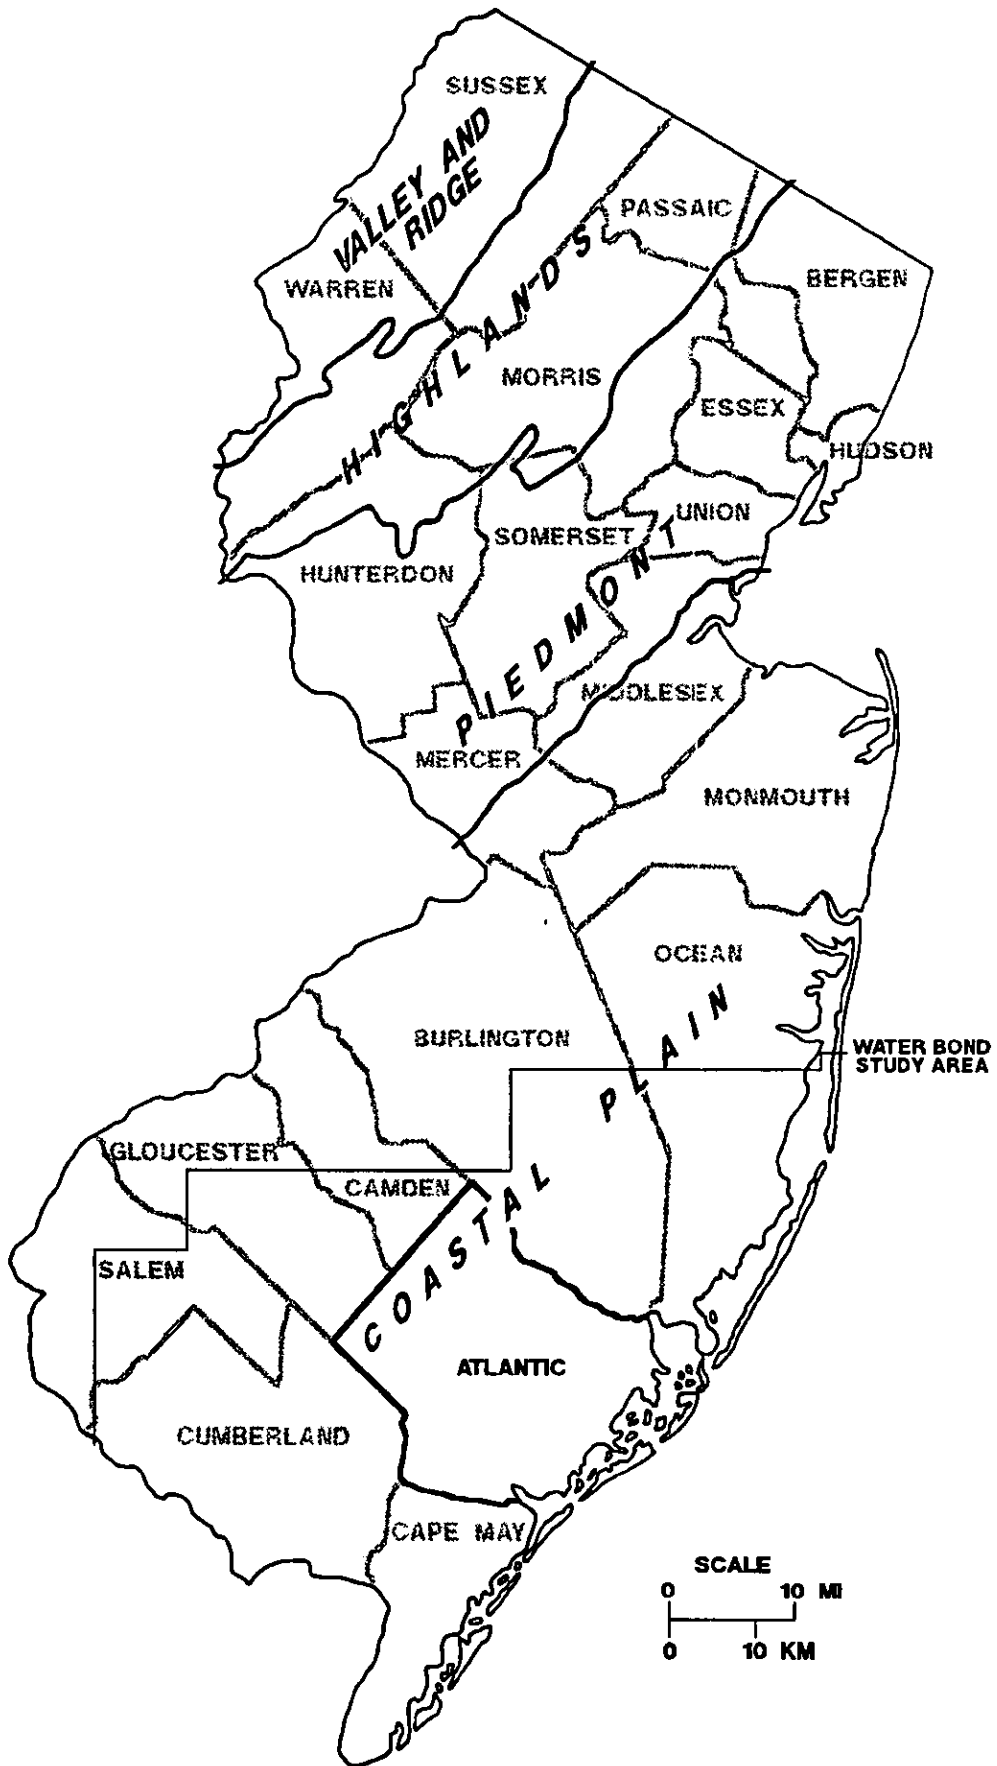 SUSSEX
VALLEY AND
RIDGE
PASSAIC
BERGEN
WARREN
HIGHLANDS
MORRIS
ESSEX
HUDSON
UNION
SOMERSET
HUNTERDON
PIEDMONT
MIDDLESEX
MERCER
MONMOUTH
OCEAN
BURLINGTON
WATER BOND
STUDY AREA
COASTAL PLAIN
GLOUCESTER
CAMDEN
SALEM
ATLANTIC
CUMBERLAND
CAPE MAY
SCALE
0 10 MI
0 10 KM